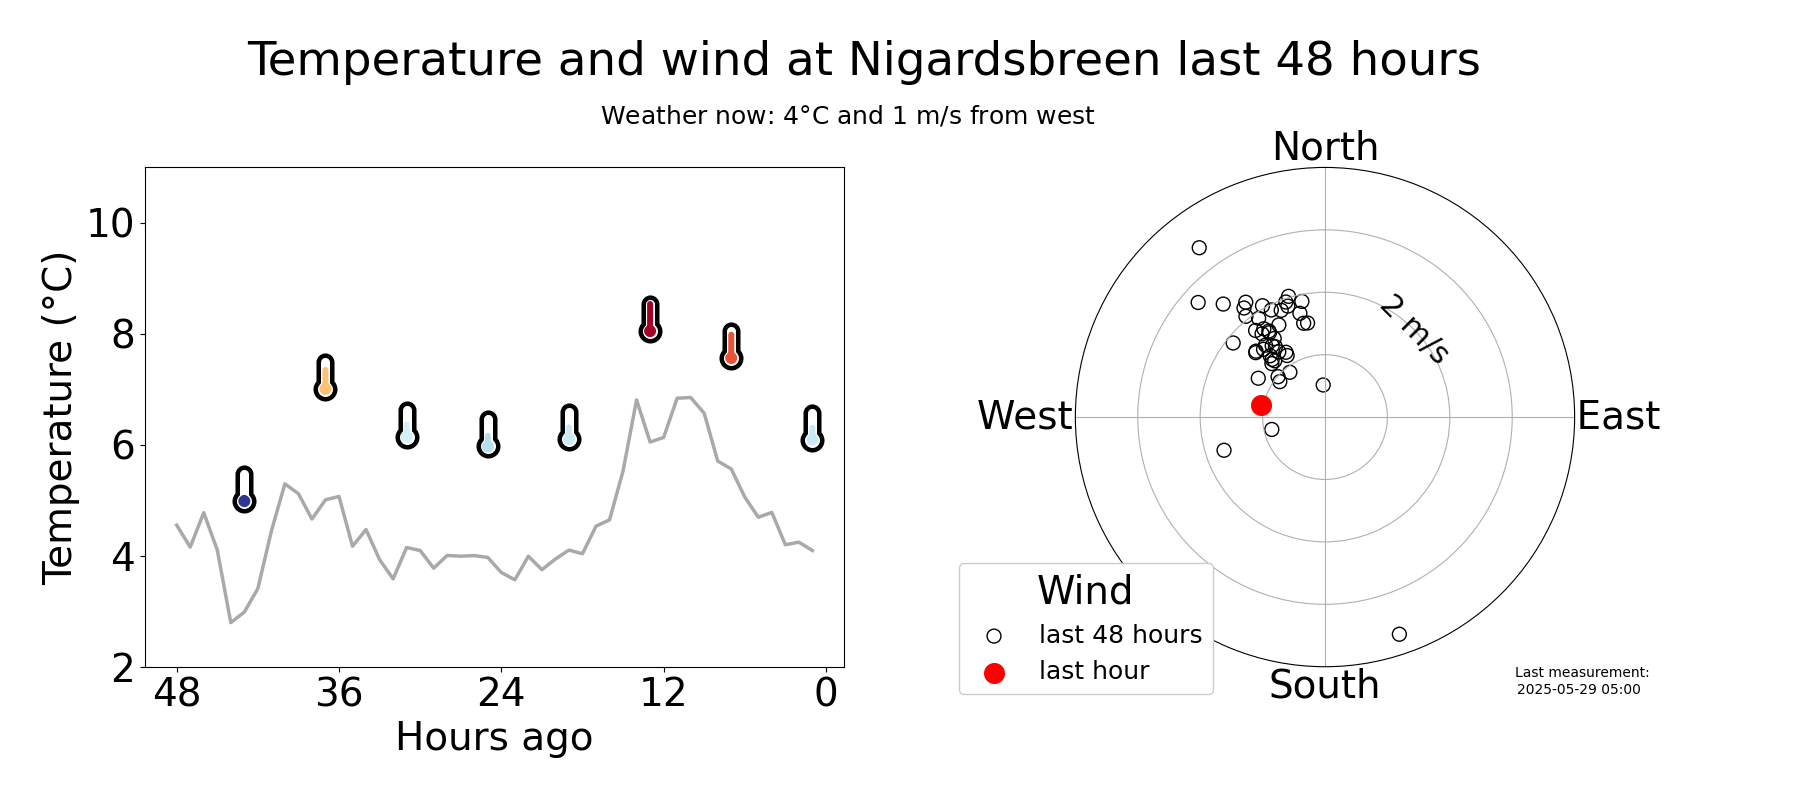 Temperature and wind at Nigardsbreen last 48 hours
Weather now: 4°C and 1 m/s from west
Temperature (°C)
10
8
6
4
2
48 36 24 12 0
Hours ago
North
West
East
South
2 m/s
Wind
last 48 hours
last hour
Last measurement:
2025-05-29 05:00